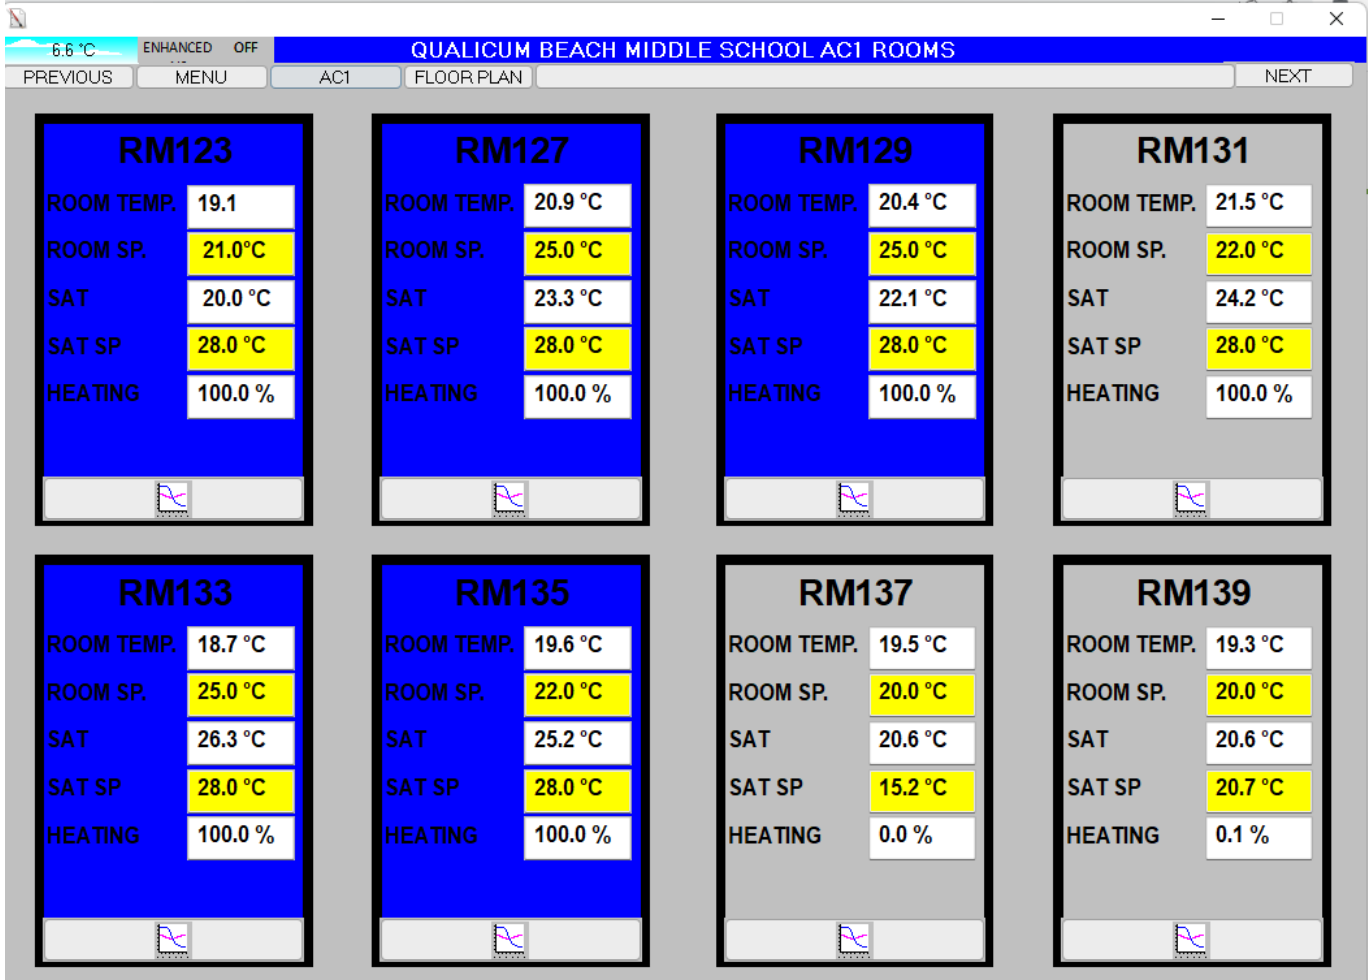 6.6 °C ENHANCED OFF QUALICUM BEACH MIDDLE SCHOOL AC1 ROOMS
PREVIOUS MENU AC1 FLOOR PLAN NEXT
RM123 RM127 RM129 RM131
ROOM TEMP. 19.1 ROOM TEMP. 20.9 °C ROOM TEMP. 20.4 °C ROOM TEMP. 21.5 °C
ROOM SP. 21.0°C ROOM SP. 25.0 °C ROOM SP. 25.0 °C ROOM SP. 22.0 °C
SAT 20.0 °C SAT 23.3 °C SAT 22.1 °C SAT 24.2 °C
SAT SP 28.0 °C SAT SP 28.0 °C SAT SP 28.0 °C SAT SP 28.0 °C
HEATING 100.0 % HEATING 100.0 % HEATING 100.0 % HEATING 100.0 %
RM133 RM135 RM137 RM139
ROOM TEMP. 18.7 °C ROOM TEMP. 19.6 °C ROOM TEMP. 19.5 °C ROOM TEMP. 19.3 °C
ROOM SP. 25.0 °C ROOM SP. 22.0 °C ROOM SP. 20.0 °C ROOM SP. 20.0 °C
SAT 26.3 °C SAT 25.2 °C SAT 20.6 °C SAT 20.6 °C
SAT SP 28.0 °C SAT SP 28.0 °C SAT SP 15.2 °C SAT SP 20.7 °C
HEATING 100.0 % HEATING 100.0 % HEATING 0.0 % HEATING 0.1 %